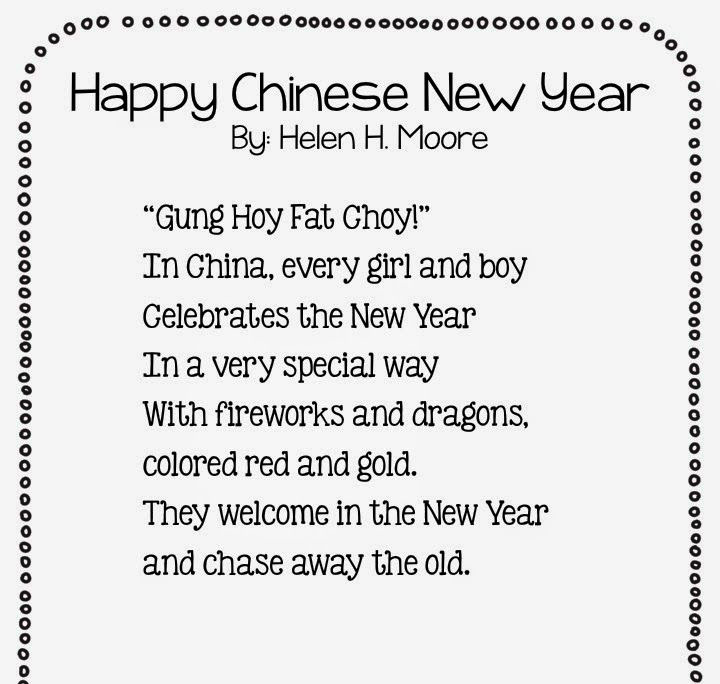 Happy Chinese New Year
By: Helen H. Moore
“Gung Hoy Fat Choy!”
In China, every girl and boy
Celebrates the New Year
In a very special way
With fireworks and dragons,
colored red and gold.
They welcome in the New Year
and chase away the old.